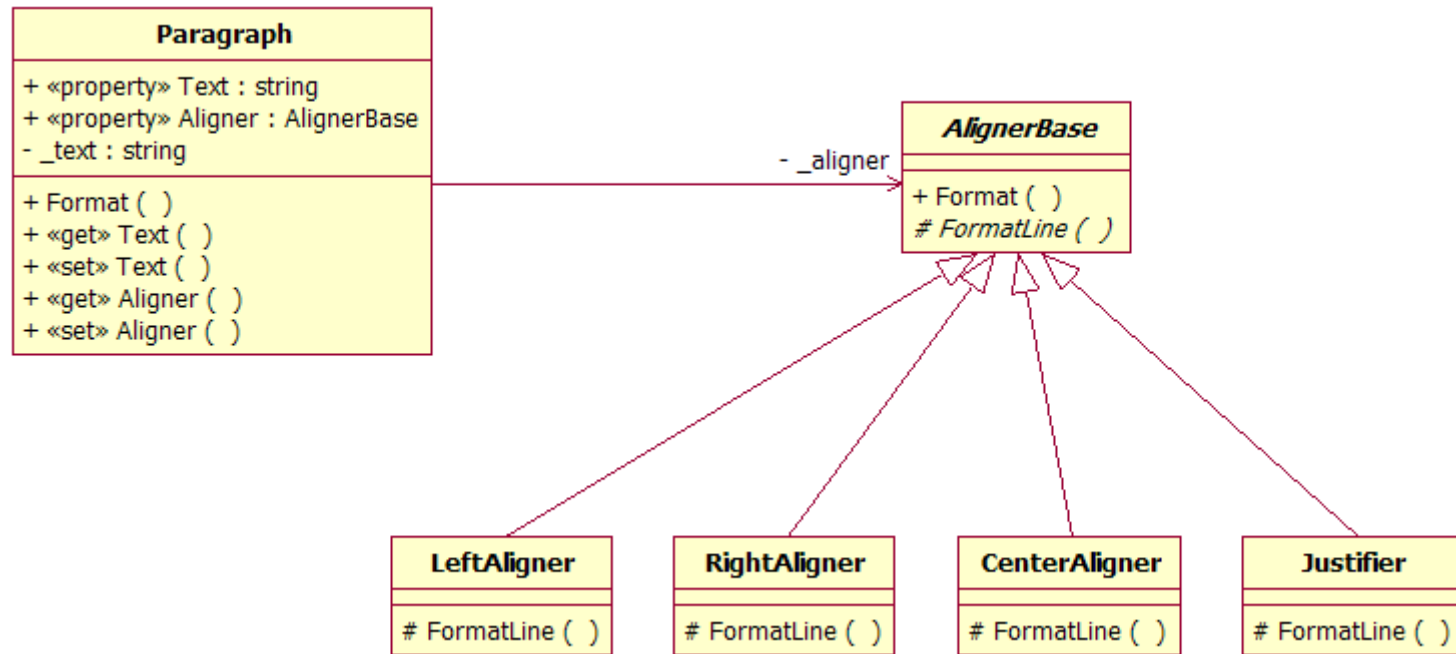 Paragraph
+ «property» Text : string
+ «property» Aligner : AlignerBase
- _text : string
+ Format ( )
+ «get» Text ( )
+ «set» Text ( )
+ «get» Aligner ( )
+ «set» Aligner ( )
- _aligner
AlignerBase
+ Format ( )
# FormatLine ( )
LeftAligner
# FormatLine ( )
RightAligner
# FormatLine ( )
CenterAligner
# FormatLine ( )
Justifier
# FormatLine ( )